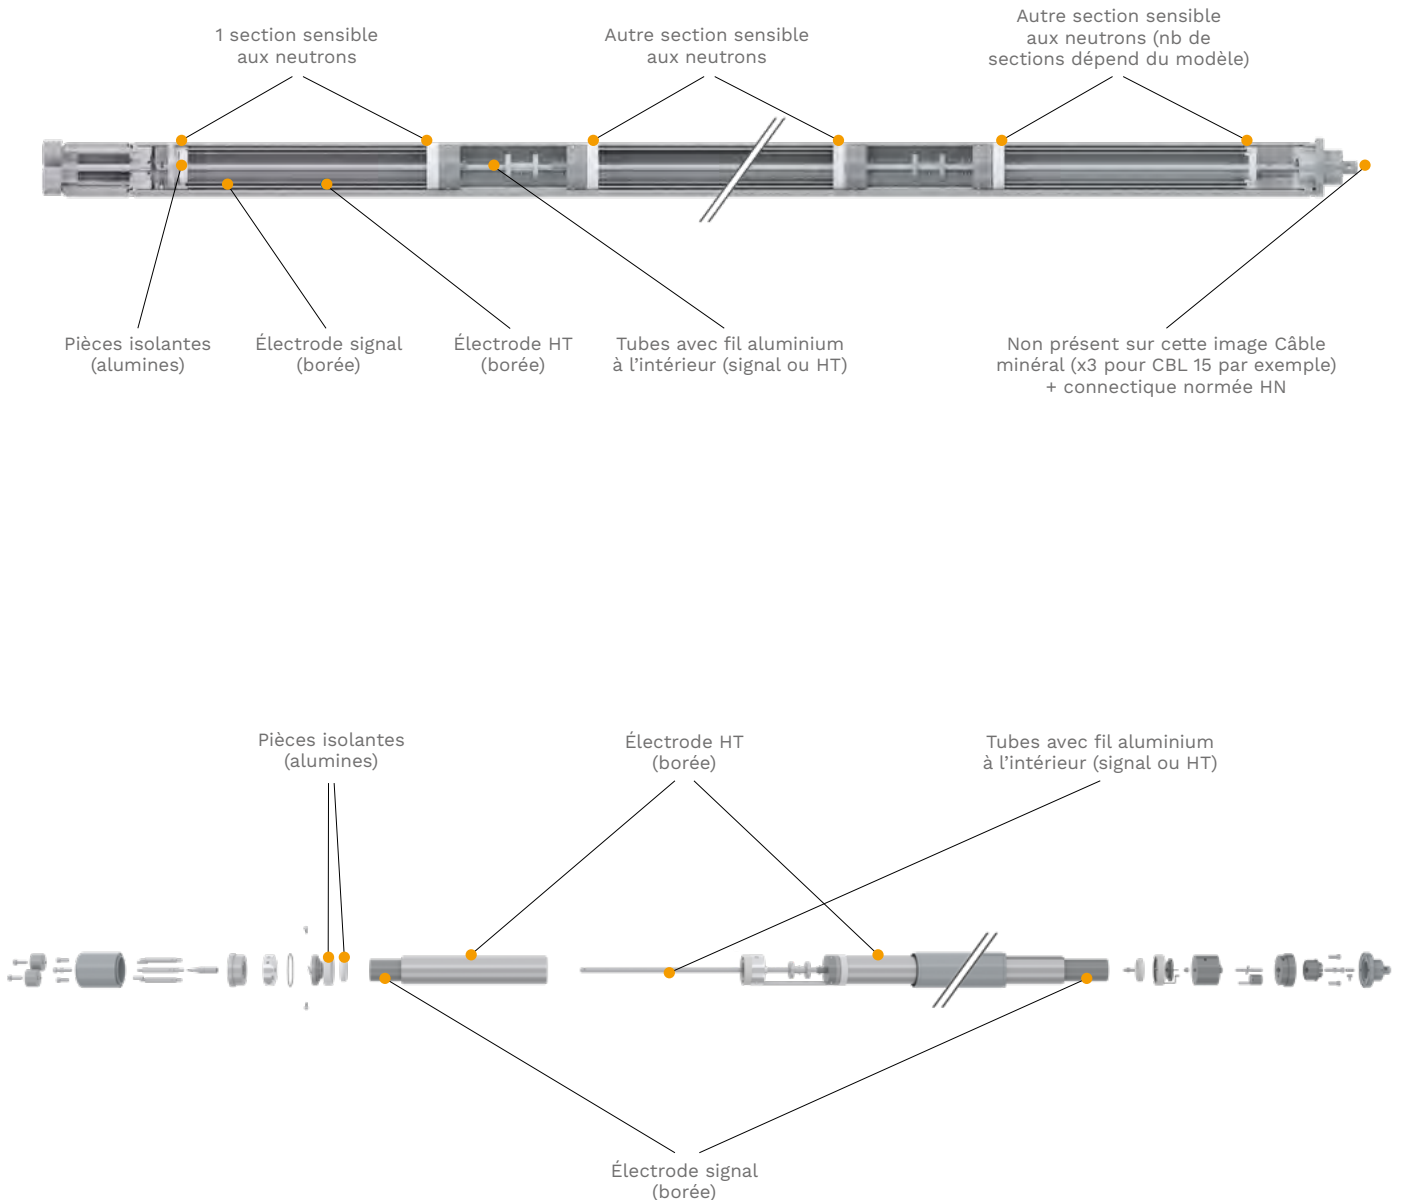 1 section sensible
aux neutrons
Autre section sensible
aux neutrons
Autre section sensible
aux neutrons (nb de
sections dépend du modèle)
Pièces isolantes
(alumines)
Électrode signal
(borée)
Électrode HT
(borée)
Tubes avec fil aluminium
à l’intérieur (signal ou HT)
Non présent sur cette image Câble
minéral (x3 pour CBL 15 par exemple)
+ connectique normée HN
Pièces isolantes
(alumines)
Électrode HT
(borée)
Tubes avec fil aluminium
à l’intérieur (signal ou HT)
Électrode signal
(borée)